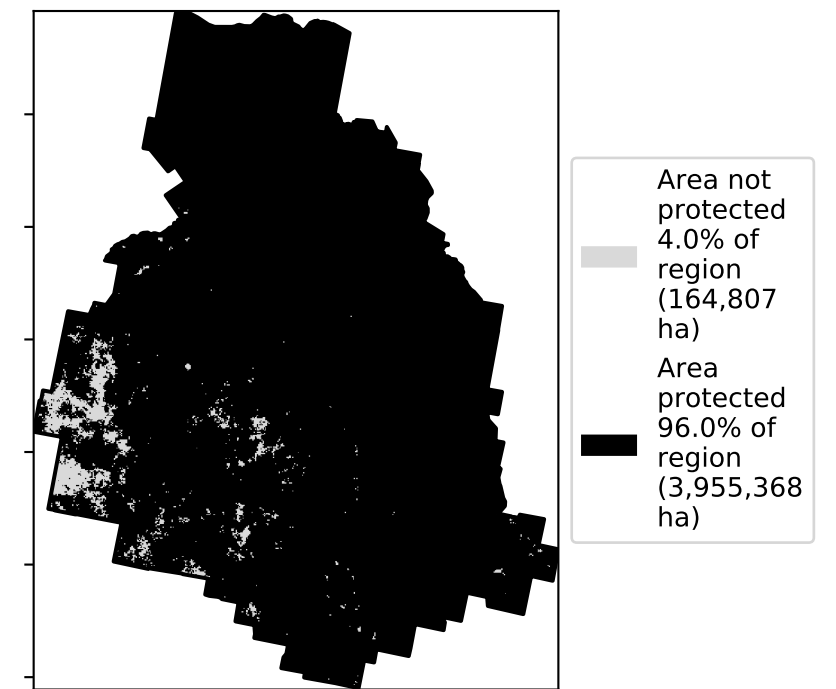 Area not
protected
4.0% of
region
(164,807
ha)
Area
protected
96.0% of
region
(3,955,368
ha)